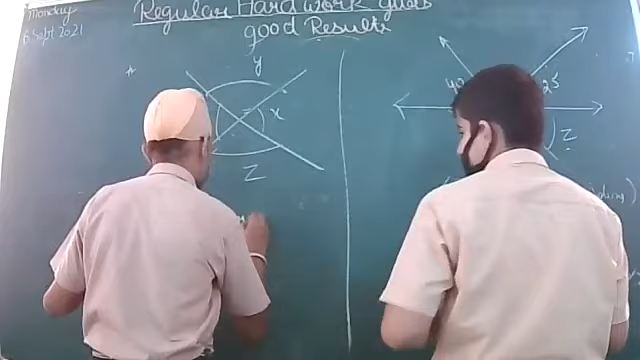 Monday
6 Sept 2021
Regular Hard work gives
good Results
y
x
z
40
25
z